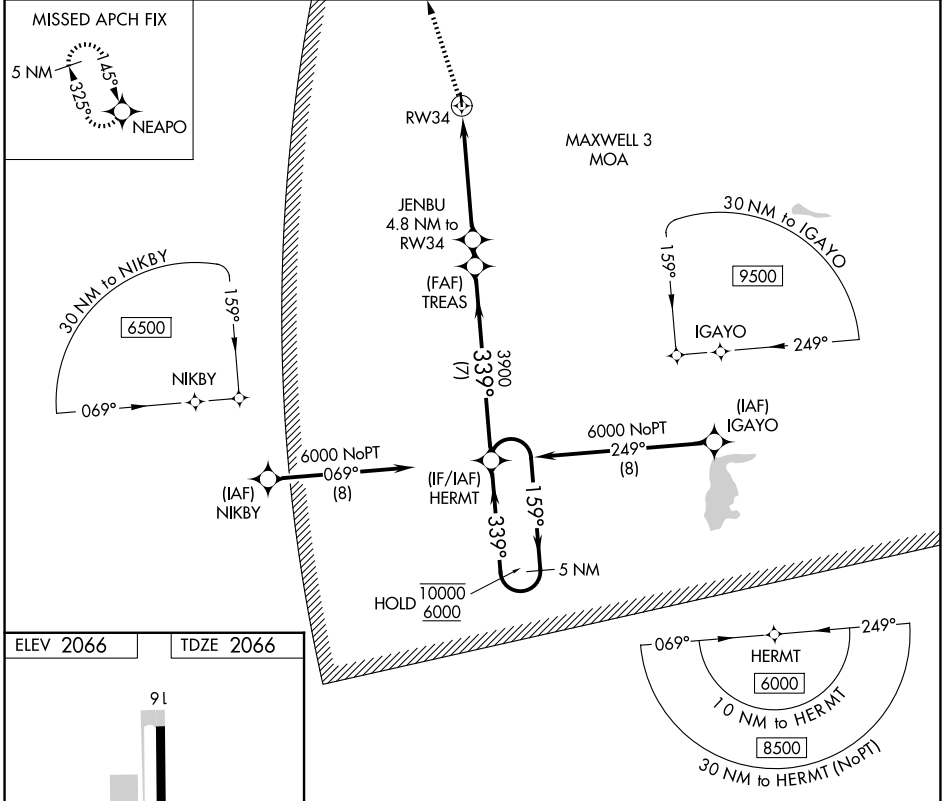 MISSED APCH FIX
5 NM
145°
325°
NEAPO
RW34
MAXWELL 3
MOA
JENBU
4.8 NM to
RW34
(FAF)
TREAS
30 NM to NIKBY
159°
6500
NIKBY
069°
30 NM to IGAYO
159°
9500
IGAYO
249°
3900
339°
(7)
(IAF)
IGAYO
6000 NoPT
249°
(8)
6000 NoPT
069°
(8)
(IAF)
NIKBY
(IF/IAF)
HERMT
339°
159°
5 NM
HOLD
10000
6000
069°
249°
HERMT
6000
10 NM to HERMT
8500
30 NM to HERMT (NoPT)
ELEV 2066
TDZE 2066
16